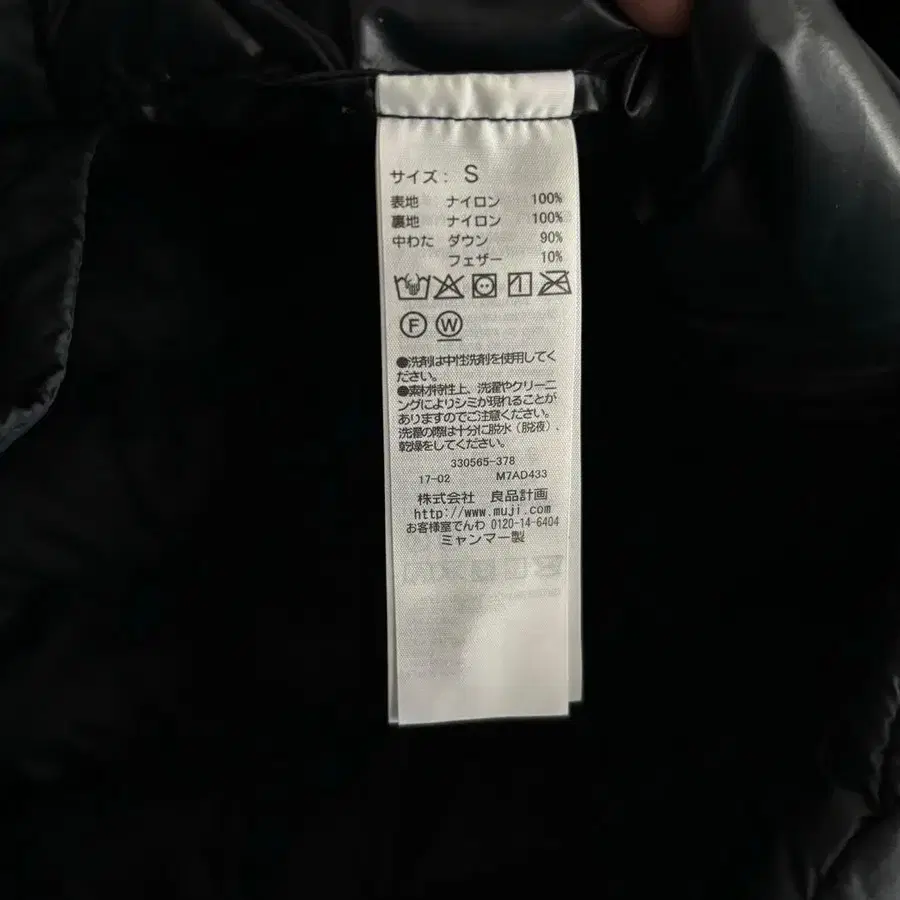 サイズ： S
表地 ナイロン 100%
裏地 ナイロン 100%
中わた ダウン 90%
フェザー 10%
F W
●洗剤は中性洗剤を使用してく
ださい。
●素材特性上、洗濯やクリーニ
ングによりシミが現れることが
ありますのでご注意ください。
洗濯の際は十分に脱水（脱液）、
乾燥をしてください。
330565-378
17-02 M7AD433
株式会社 良品計画
http://www.muji.com
お客様室でんわ 0120-14-6404
ミャンマー製